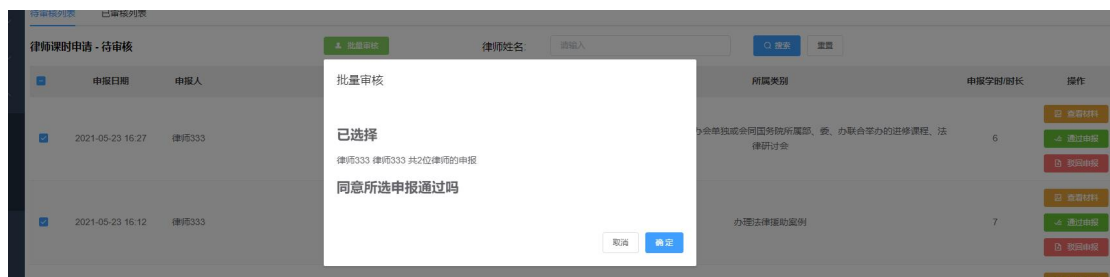 待审核列表 已审核列表
律师课时申请 - 待审核 批量审核 律师姓名: 请输入 搜索 重置
申报日期 申报人 所属类别 申报学时/时长 操作
批量审核
已选择
律师333 律师333 共2位律师的申报
同意所选申报通过吗
取消 确定
2021-05-23 16:27 律师333 办会单独或会同国务院所属部、委、办联合举办的进修课程、法
律研讨会 6
查看材料
通过申报
驳回申报
2021-05-23 16:12 律师333 办理法律援助案例 7
查看材料
通过申报
驳回申报